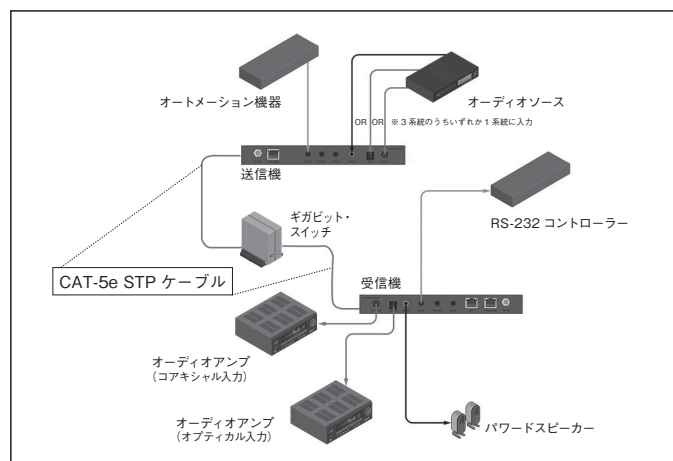 オートメーション機器
オーディオソース
OR OR ※3系統のうちいずれか1系統に入力
送信機
ギガビット・
スイッチ
RS-232 コントローラー
CAT-5e STP ケーブル
受信機
オーディオアンプ
(コアキシャル入力)
オーディオアンプ
(オプティカル入力)
パワードスピーカー